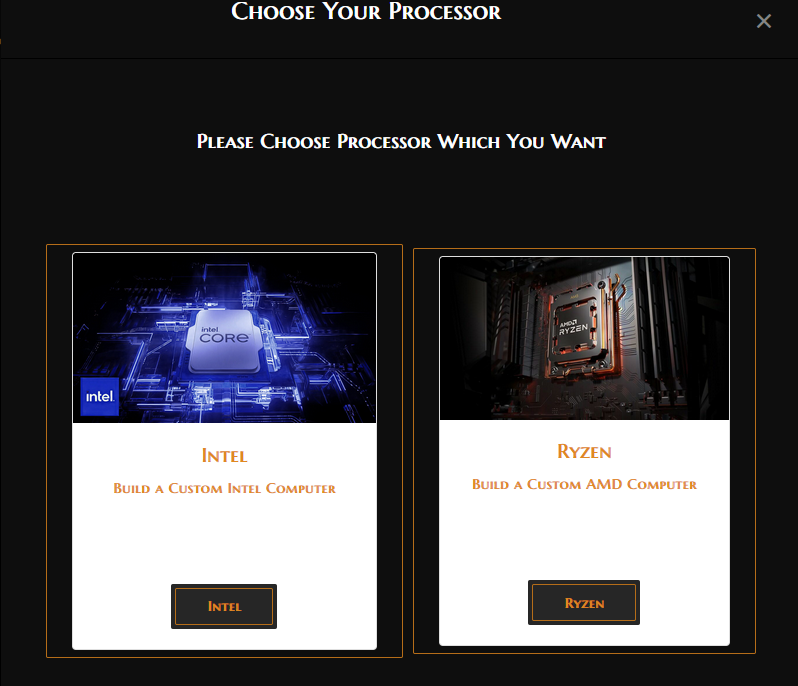 Choose Your Processor
×
Please Choose Processor Which You Want
intel
CORE
intel.
Intel
Build a Custom Intel Computer
Intel
AMD
RYZEN
Ryzen
Build a Custom AMD Computer
Ryzen